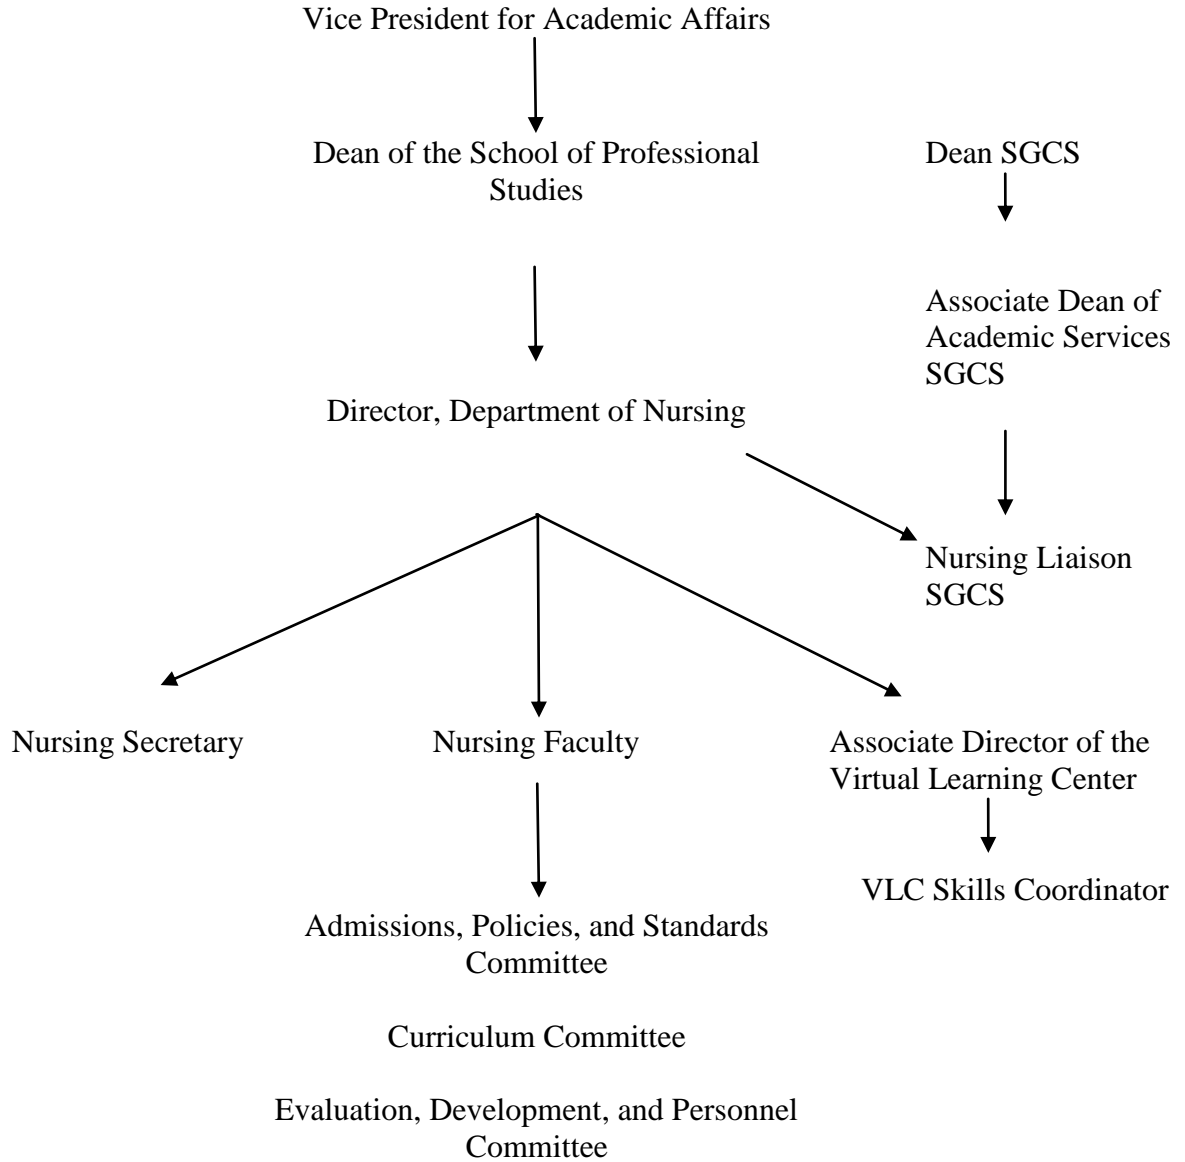 Vice President for Academic Affairs
Dean of the School of Professional
Studies
Dean SGCS
Associate Dean of
Academic Services
SGCS
Director, Department of Nursing
Nursing Liaison
SGCS
Nursing Secretary
Nursing Faculty
Associate Director of the
Virtual Learning Center
VLC Skills Coordinator
Admissions, Policies, and Standards
Committee
Curriculum Committee
Evaluation, Development, and Personnel
Committee